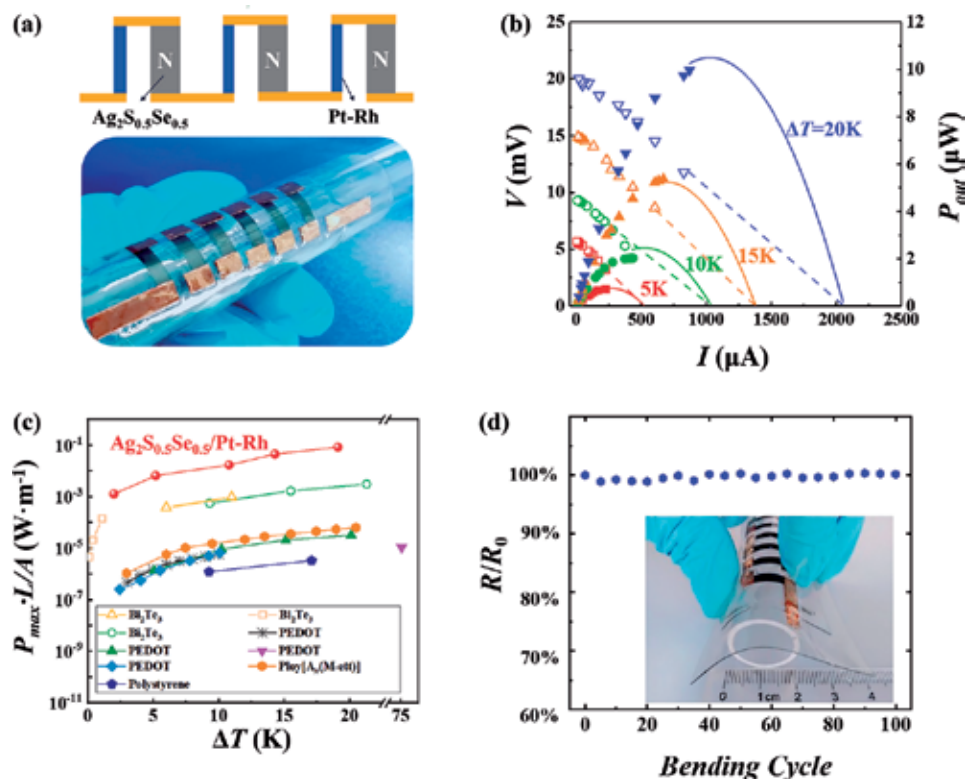 (a)
N N N
Ag₂S₀.₅Se₀.₅ Pt-Rh
(b)
V (mV)
25
20
15
10
5
0
ΔT=20K
15K
10K
5K
12
10
8
6
4
2
0
P_out (μW)
0 500 1000 1500 2000 2500
I (μA)
(c)
P_max·L/A (W·m⁻¹)
10⁻¹
10⁻³
10⁻⁵
10⁻⁷
10⁻⁹
10⁻¹¹
Ag₂S₀.₅Se₀.₅/Pt-Rh
Bi₂Te₃ Bi₂Te₃
Bi₂Te₃ PEDOT
PEDOT PEDOT
PEDOT Ploy[Aₓ(M-ett)]
Polystyrene
0 5 10 15 20 75
ΔT (K)
(d)
R/R₀
100%
90%
80%
70%
60%
0 1cm 2 3 4
0 20 40 60 80 100
Bending Cycle